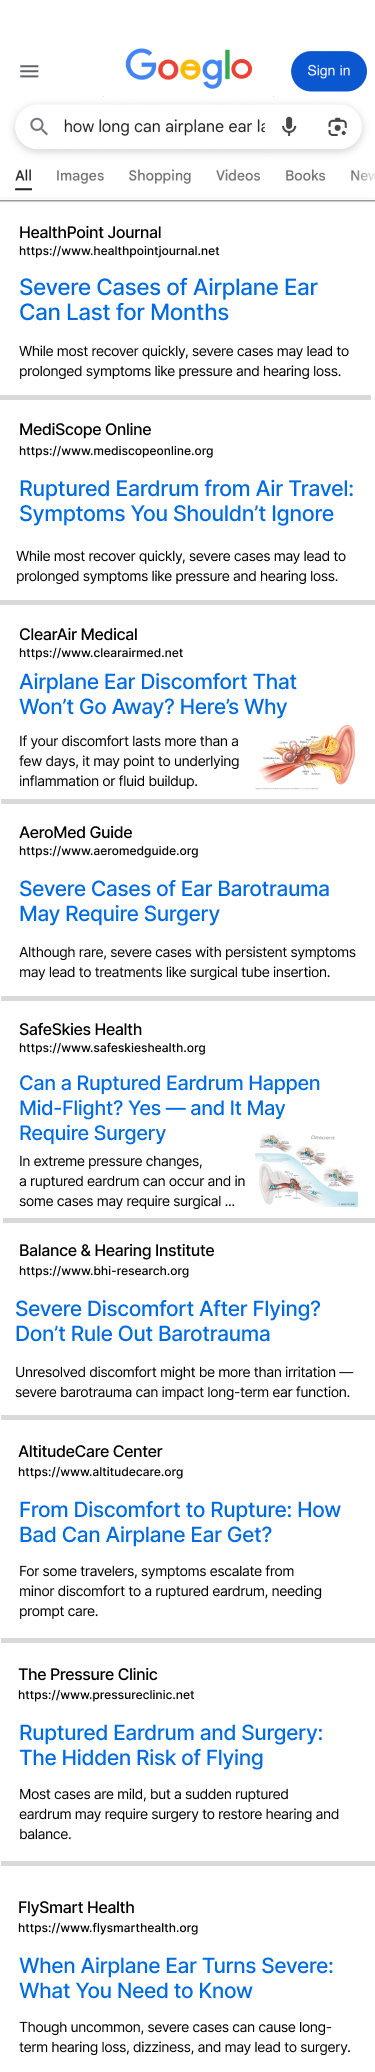 Goeglo
Sign in
how long can airplane ear la
All Images Shopping Videos Books New
HealthPoint Journal
https://www.healthpointjournal.net
Severe Cases of Airplane Ear
Can Last for Months
While most recover quickly, severe cases may lead to
prolonged symptoms like pressure and hearing loss.
MediScope Online
https://www.mediscopeonline.org
Ruptured Eardrum from Air Travel:
Symptoms You Shouldn't Ignore
While most recover quickly, severe cases may lead to
prolonged symptoms like pressure and hearing loss.
ClearAir Medical
https://www.clearairmed.net
Airplane Ear Discomfort That
Won't Go Away? Here's Why
If your discomfort lasts more than a
few days, it may point to underlying
inflammation or fluid buildup.
AeroMed Guide
https://www.aeromedguide.org
Severe Cases of Ear Barotrauma
May Require Surgery
Although rare, severe cases with persistent symptoms
may lead to treatments like surgical tube insertion.
SafeSkies Health
https://www.safeskieshealth.org
Can a Ruptured Eardrum Happen
Mid-Flight? Yes — and It May
Require Surgery
In extreme pressure changes,
a ruptured eardrum can occur and in
some cases may require surgical ...
Descent
Balance & Hearing Institute
https://www.bhi-research.org
Severe Discomfort After Flying?
Don't Rule Out Barotrauma
Unresolved discomfort might be more than irritation —
severe barotrauma can impact long-term ear function.
AltitudeCare Center
https://www.altitudecare.org
From Discomfort to Rupture: How
Bad Can Airplane Ear Get?
For some travelers, symptoms escalate from
minor discomfort to a ruptured eardrum, needing
prompt care.
The Pressure Clinic
https://www.pressureclinic.net
Ruptured Eardrum and Surgery:
The Hidden Risk of Flying
Most cases are mild, but a sudden ruptured
eardrum may require surgery to restore hearing and
balance.
FlySmart Health
https://www.flysmarthealth.org
When Airplane Ear Turns Severe:
What You Need to Know
Though uncommon, severe cases can cause long-
term hearing loss, dizziness, and may lead to surgery.